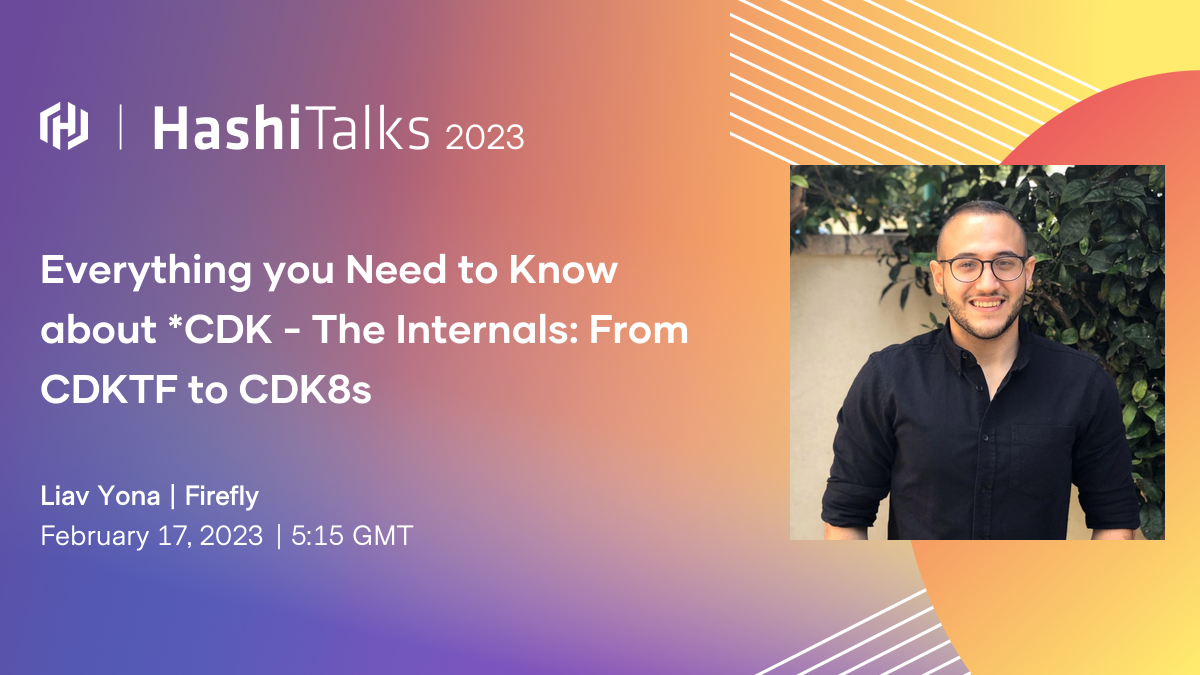 HashiTalks 2023
Everything you Need to Know
about *CDK - The Internals: From
CDKTF to CDK8s
Liav Yona | Firefly
February 17, 2023 | 5:15 GMT